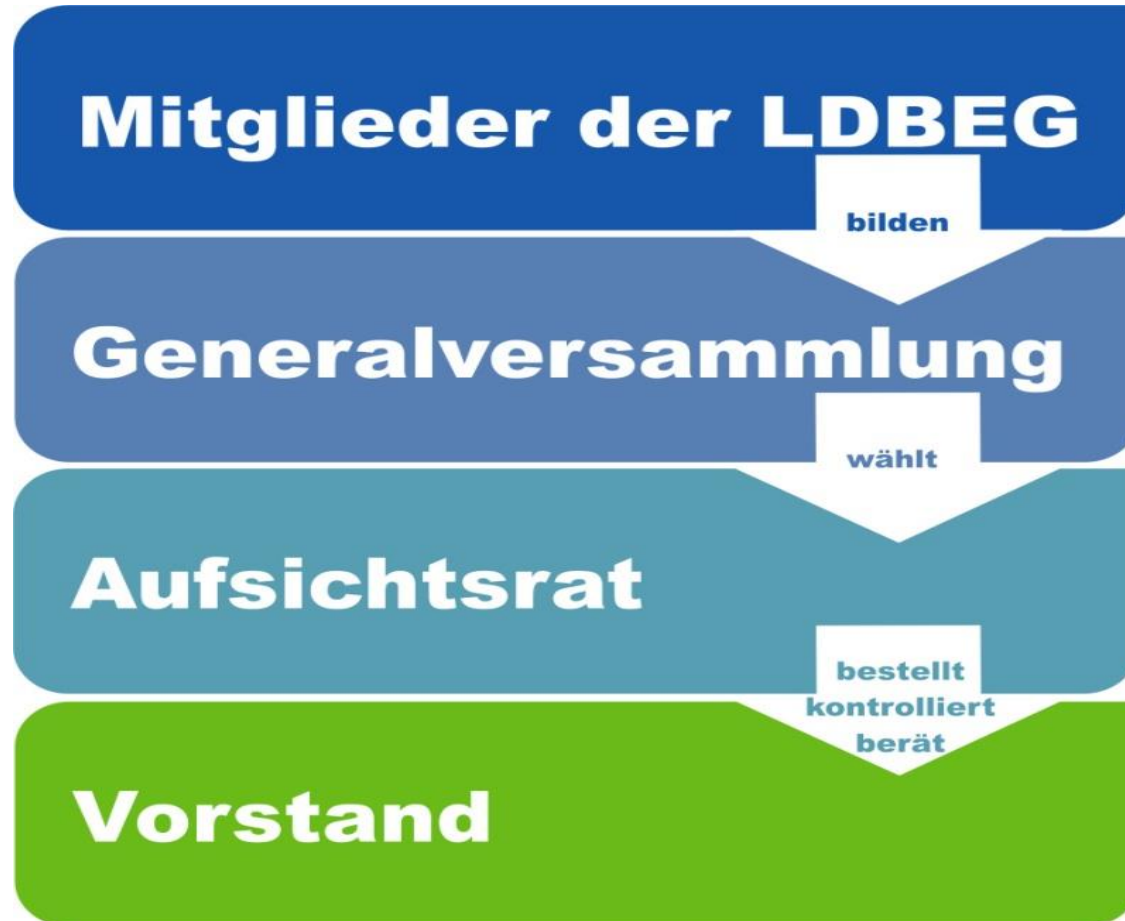 Mitglieder der LDBEG
bilden
Generalversammlung
wählt
Aufsichtsrat
bestellt
kontrolliert
berät
Vorstand